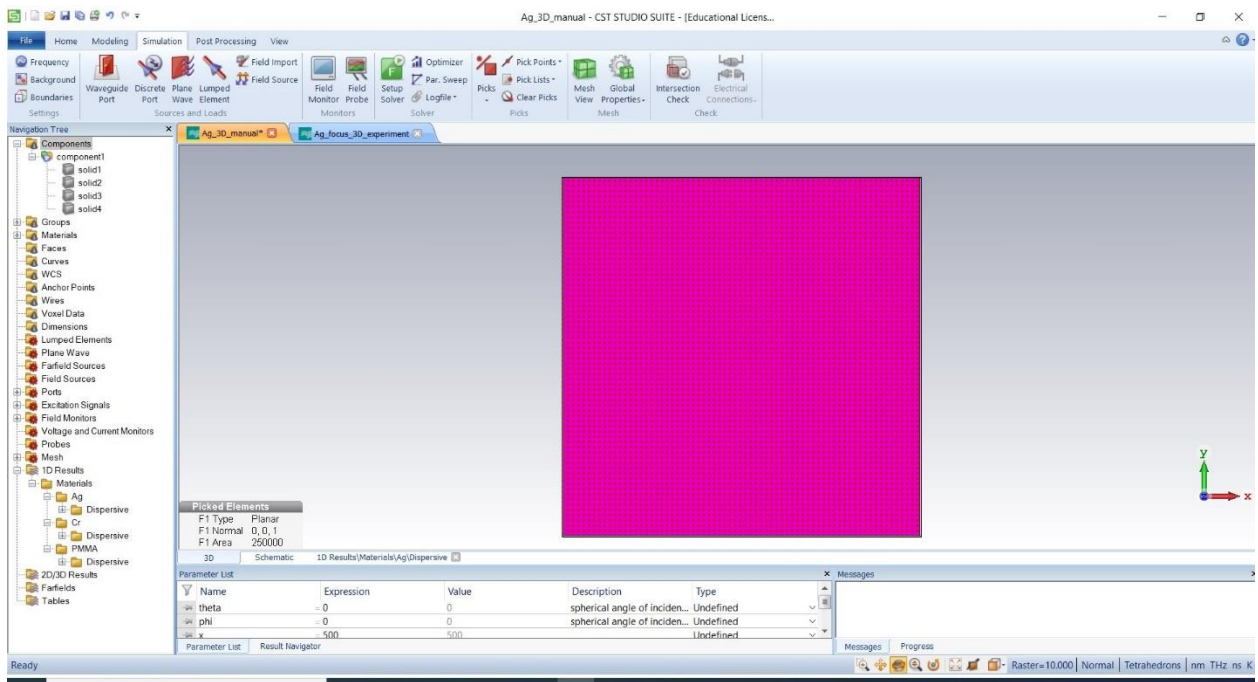 Ag_3D_manual - CST STUDIO SUITE - [Educational Licens...
File Home Modeling Simulation Post Processing View
Frequency
Background
Boundaries
Settings
Waveguide Port
Discrete Port
Plane Wave
Lumped Element
Field Import
Field Source
Sources and Loads
Field Monitor
Field Probe
Monitors
Setup Solver
Optimizer
Par. Sweep
Logfile
Solver
Picks
Pick Points
Pick Lists
Clear Picks
Picks
Mesh View
Global Properties
Mesh
Intersection Check
Electrical Connections
Check
Navigation Tree
Ag_3D_manual*
Ag_focus_3D_experiment
Components
component1
solid1
solid2
solid3
solid4
Groups
Materials
Faces
Curves
WCS
Anchor Points
Wires
Voxel Data
Dimensions
Lumped Elements
Plane Wave
Farfield Sources
Field Sources
Ports
Excitation Signals
Field Monitors
Voltage and Current Monitors
Probes
Mesh
1D Results
Materials
Ag
Dispersive
Cr
Dispersive
PMMA
Dispersive
2D/3D Results
Farfields
Tables
y
x
Picked Elements
F1 Type Planar
F1 Normal 0, 0, 1
F1 Area 250000
3D Schematic 1D Results\Materials\Ag\Dispersive
Parameter List
Name Expression Value Description Type
theta = 0 0 spherical angle of inciden... Undefined
phi = 0 0 spherical angle of inciden... Undefined
x = 500 500 Undefined
Parameter List Result Navigator
Messages
Messages Progress
Ready
Raster=10.000 Normal Tetrahedrons nm THz ns K